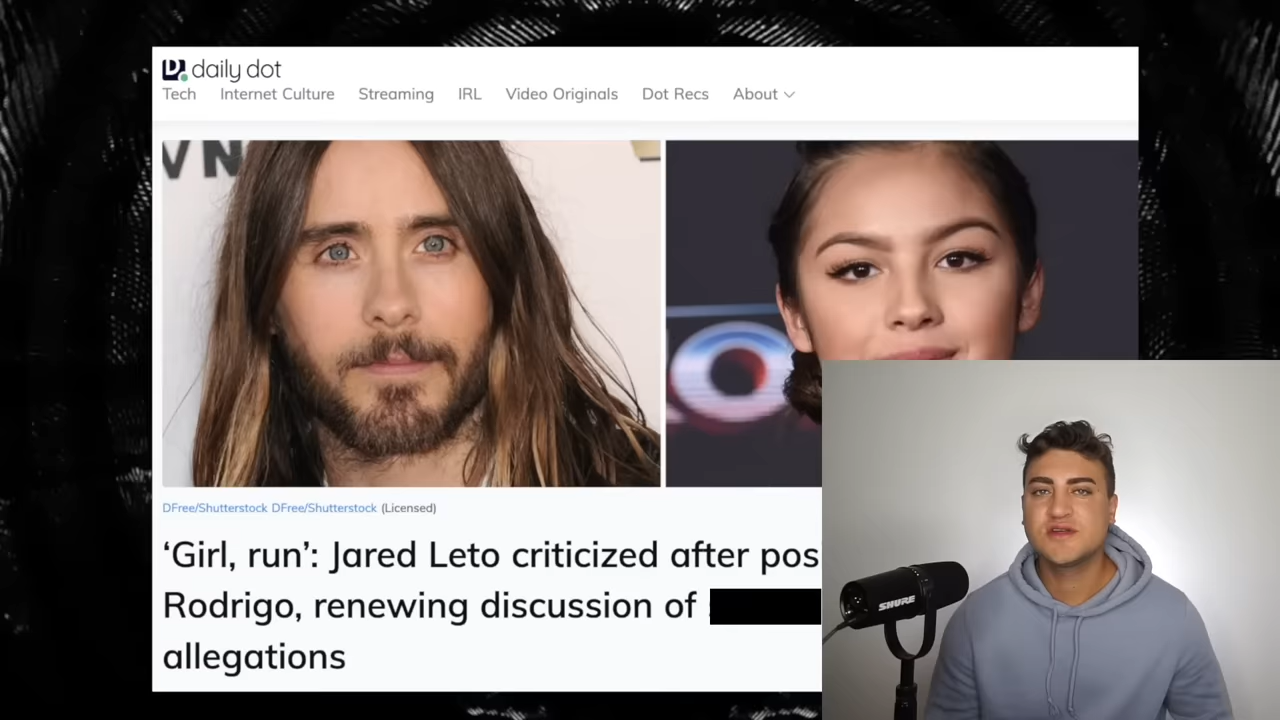 daily dot
Tech Internet Culture Streaming IRL Video Originals Dot Recs About
VN
O
DFree/Shutterstock DFree/Shutterstock (Licensed)
‘Girl, run’: Jared Leto criticized after pos
Rodrigo, renewing discussion of
allegations
SHURE